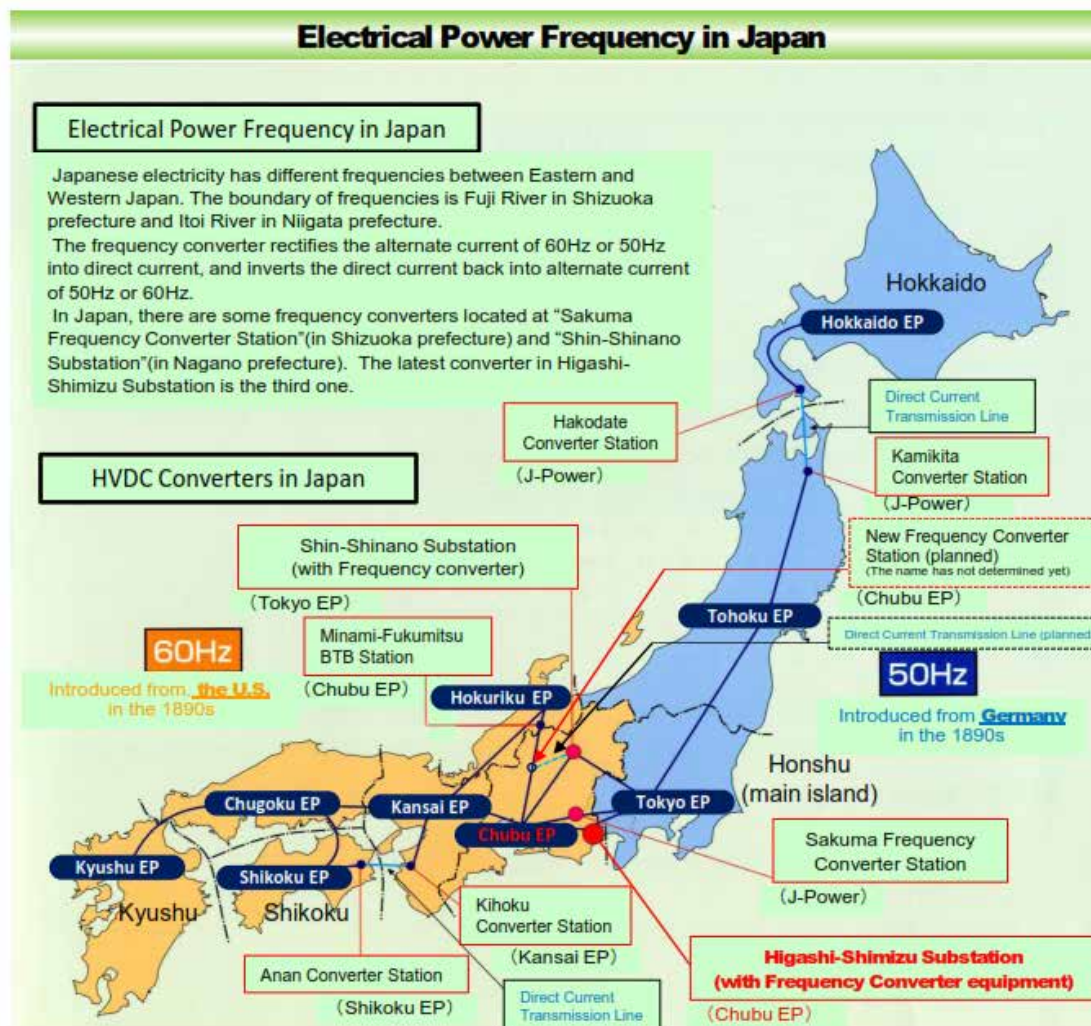 Electrical Power Frequency in Japan
Electrical Power Frequency in Japan
Japanese electricity has different frequencies between Eastern and
Western Japan. The boundary of frequencies is Fuji River in Shizuoka
prefecture and Itoi River in Niigata prefecture.
The frequency converter rectifies the alternate current of 60Hz or 50Hz
into direct current, and inverts the direct current back into alternate current
of 50Hz or 60Hz.
In Japan, there are some frequency converters located at “Sakuma
Frequency Converter Station”(in Shizuoka prefecture) and “Shin-Shinano
Substation”(in Nagano prefecture). The latest converter in Higashi-
Shimizu Substation is the third one.
Hokkaido
Hokkaido EP
Hakodate
Converter Station
(J-Power)
Direct Current
Transmission Line
Kamikita
Converter Station
(J-Power)
HVDC Converters in Japan
Shin-Shinano Substation
(with Frequency converter)
(Tokyo EP)
New Frequency Converter
Station (planned)
(The name has not determined yet)
(Chubu EP)
Tohoku EP
Direct Current Transmission Line (planned
60Hz
Introduced from, the U.S.
in the 1890s
Minami-Fukumitsu
BTB Station
(Chubu EP)
50Hz
Introduced from Germany
in the 1890s
Hokuriku EP
Honshu
(main island)
Chugoku EP
Kansai EP
Tokyo EP
Chubu EP
Kyushu EP
Shikoku EP
Kyushu
Shikoku
Sakuma Frequency
Converter Station
(J-Power)
Kihoku
Converter Station
(Kansai EP)
Anan Converter Station
(Shikoku EP)
Direct Current
Transmission Line
Higashi-Shimizu Substation
(with Frequency Converter equipment)
(Chubu EP)